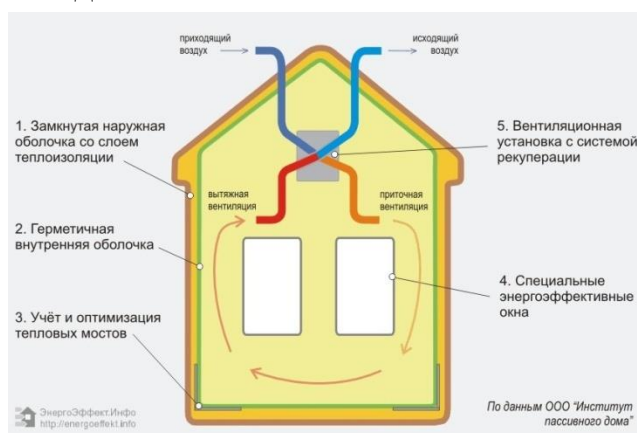 приходящий
воздух
исходящий
воздух
1. Замкнутая наружная
оболочка со слоем
теплоизоляции
5. Вентиляционная
установка с системой
рекуперации
вытяжная
вентиляция
приточная
вентиляция
2. Герметичная
внутренняя оболочка
4. Специальные
энергоэффективные
окна
3. Учёт и оптимизация
тепловых мостов
ЭнергоЭффект.Инфо
http://energoeffekt.info
По данным ООО "Институт
пассивного дома"